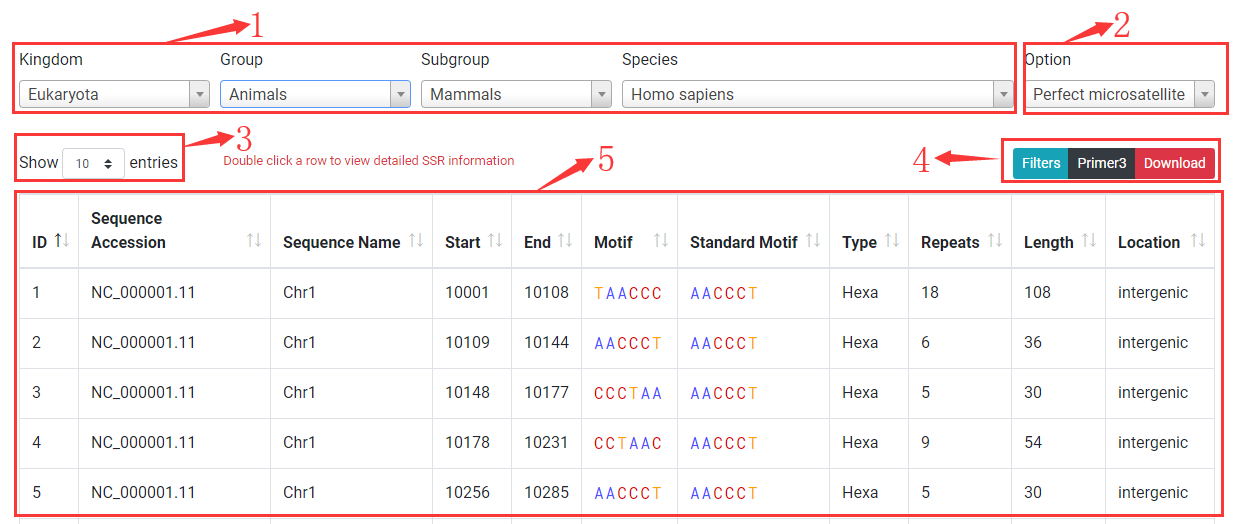 1 2
Kingdom Group Subgroup Species Option
Eukaryota Animals Mammals Homo sapiens Perfect microsatellite
3
Show 10 entries Double click a row to view detailed SSR information 5 4 Filters Primer3 Download
ID Sequence Accession Sequence Name Start End Motif Standard Motif Type Repeats Length Location
1 NC_000001.11 Chr1 10001 10108 TAACCC AACCCT Hexa 18 108 intergenic
2 NC_000001.11 Chr1 10109 10144 AACCCT AACCCT Hexa 6 36 intergenic
3 NC_000001.11 Chr1 10148 10177 CCCTAA AACCCT Hexa 5 30 intergenic
4 NC_000001.11 Chr1 10178 10231 CCTAAC AACCCT Hexa 9 54 intergenic
5 NC_000001.11 Chr1 10256 10285 AACCCT AACCCT Hexa 5 30 intergenic